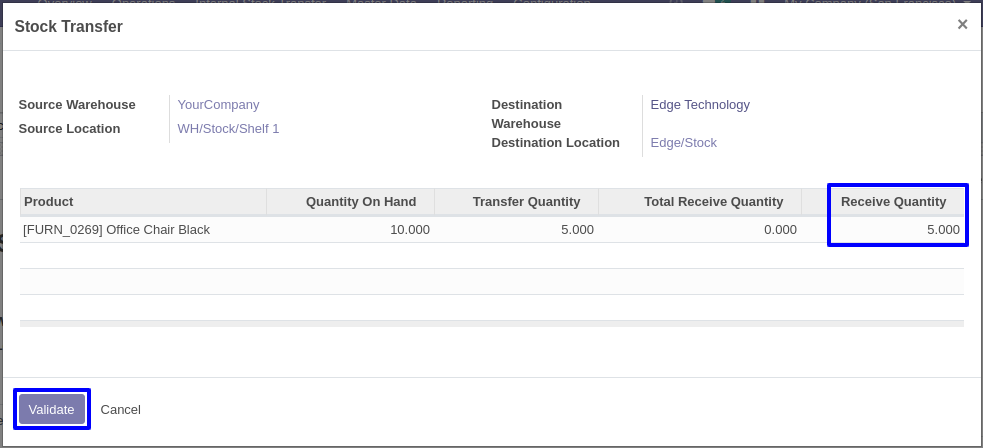 Stock Transfer ×
Source Warehouse YourCompany
Source Location WH/Stock/Shelf 1
Destination Warehouse Edge Technology
Destination Location Edge/Stock
Product Quantity On Hand Transfer Quantity Total Receive Quantity Receive Quantity
[FURN_0269] Office Chair Black 10.000 5.000 0.000 5.000
Validate Cancel